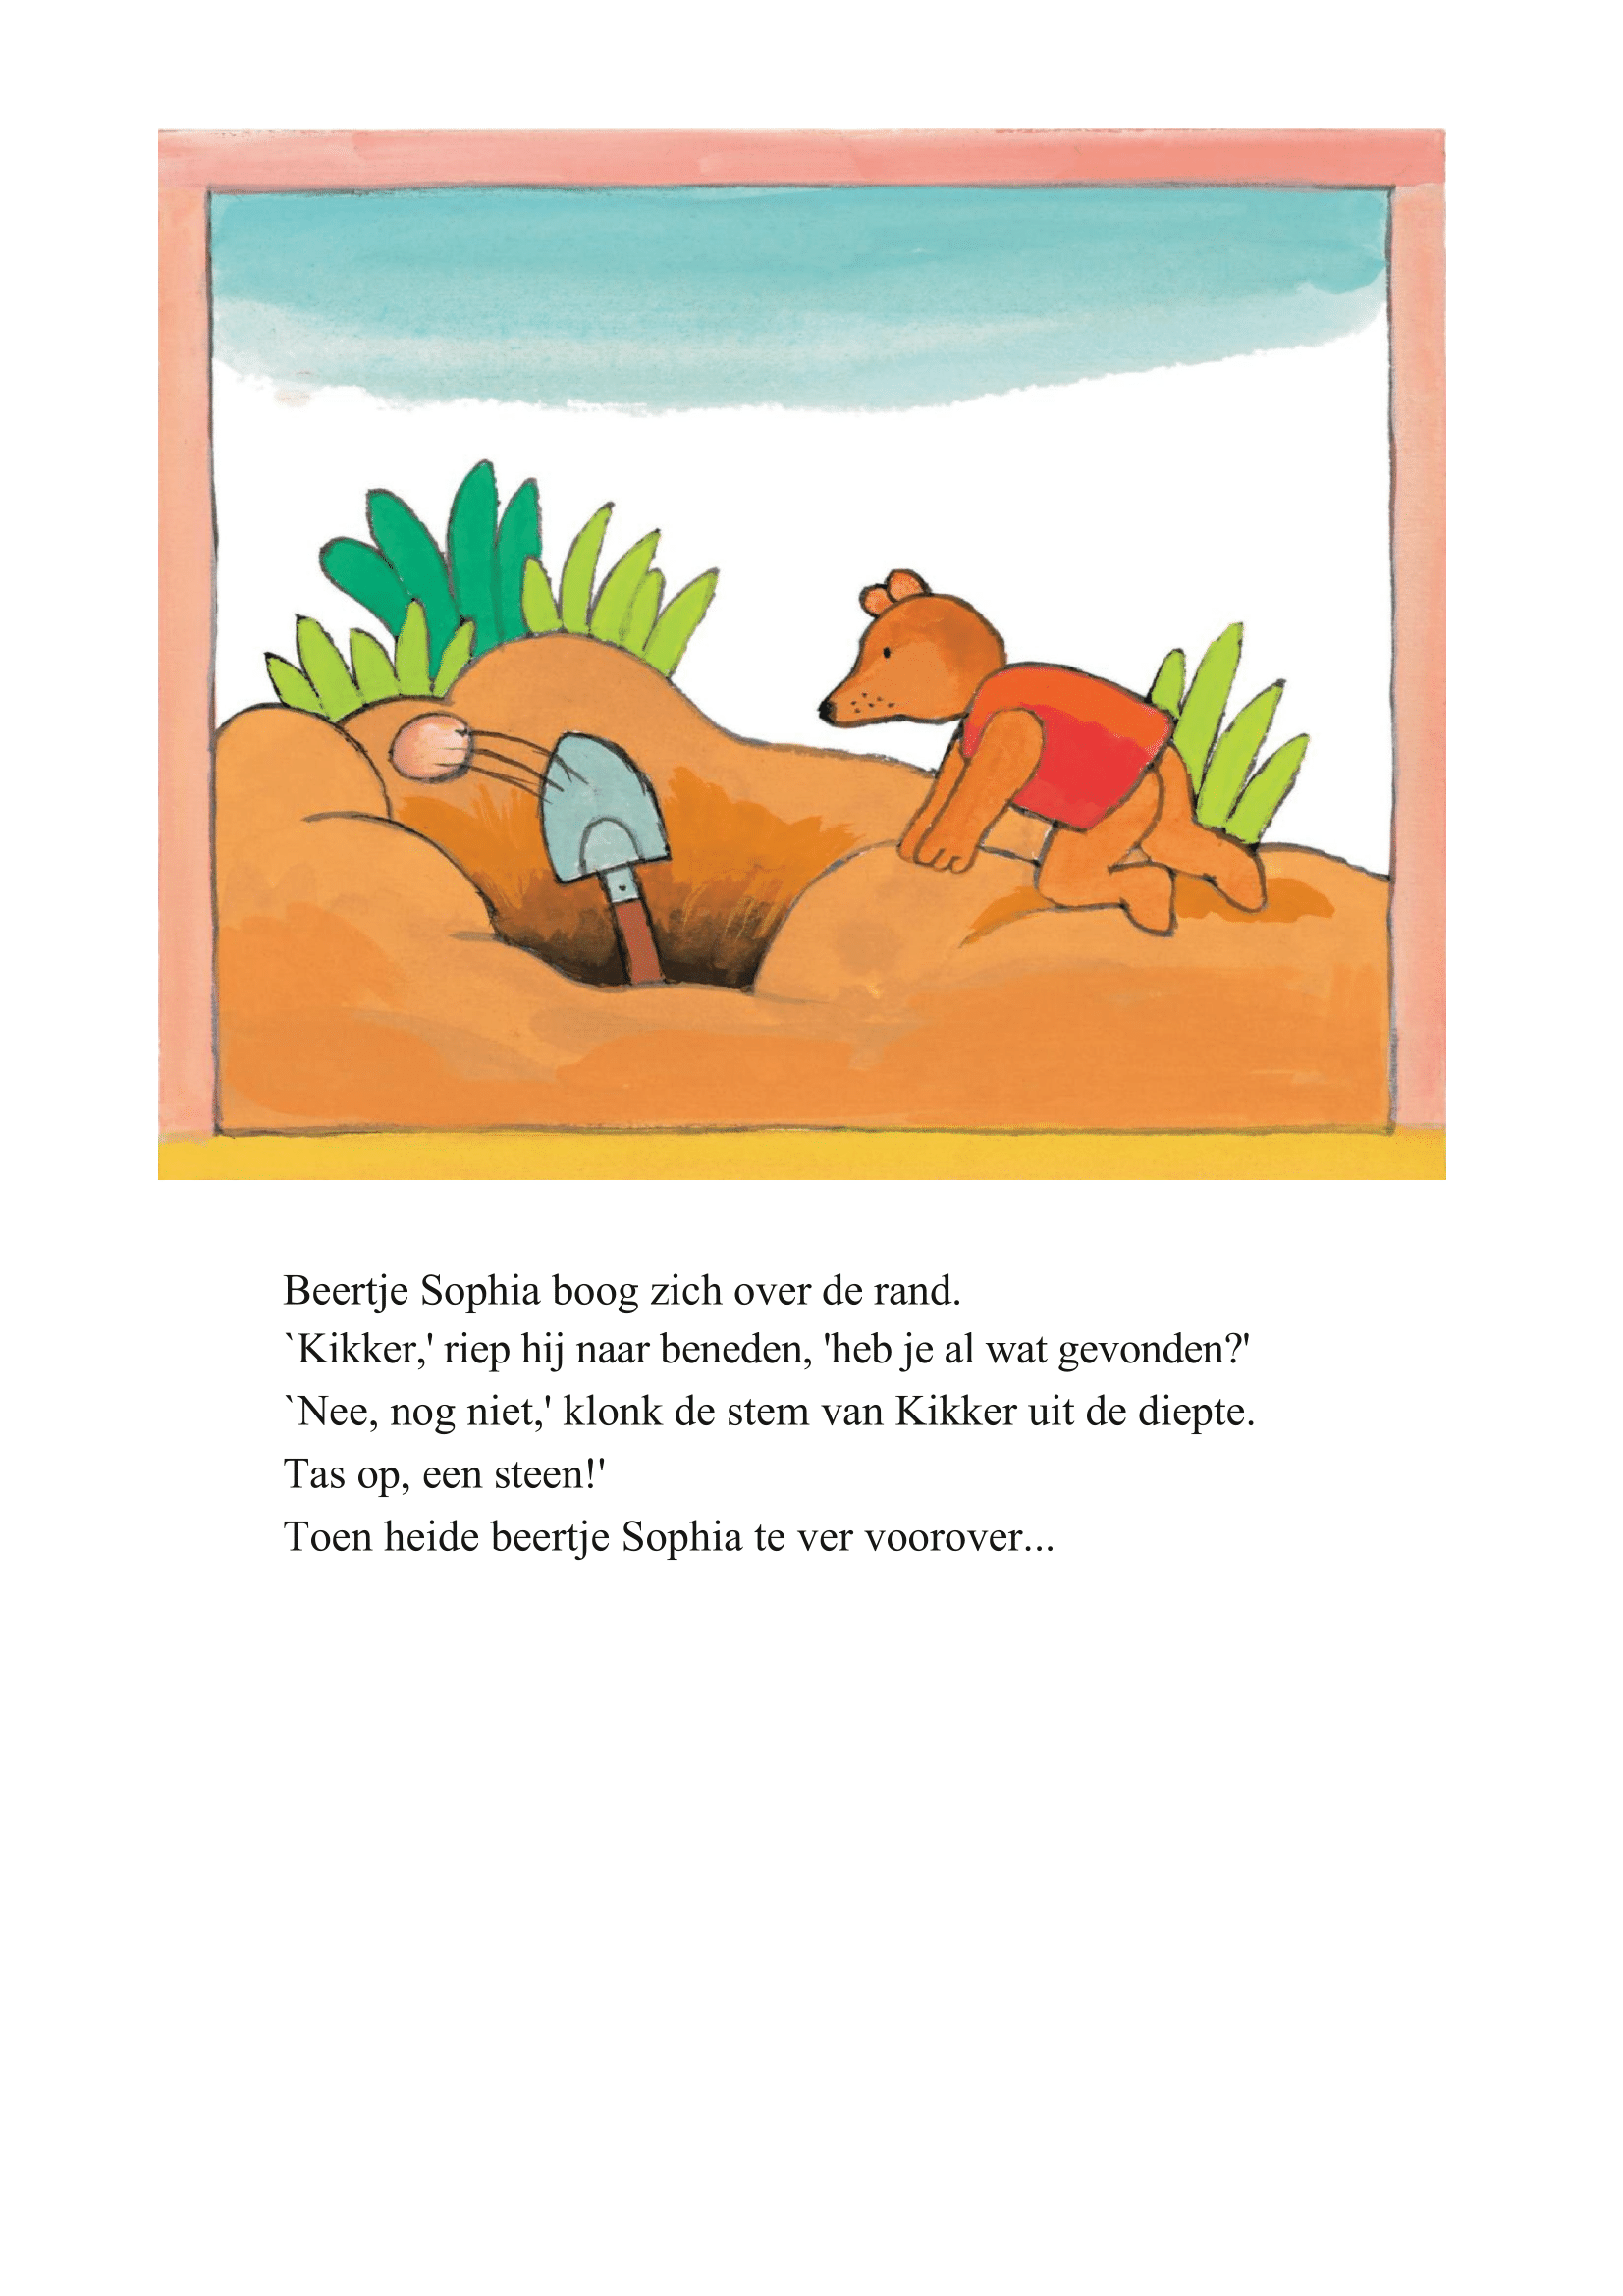 Beertje Sophia boog zich over de rand.
`Kikker,' riep hij naar beneden, 'heb je al wat gevonden?'
`Nee, nog niet,' klonk de stem van Kikker uit de diepte.
Tas op, een steen!'
Toen heide beertje Sophia te ver voorover...